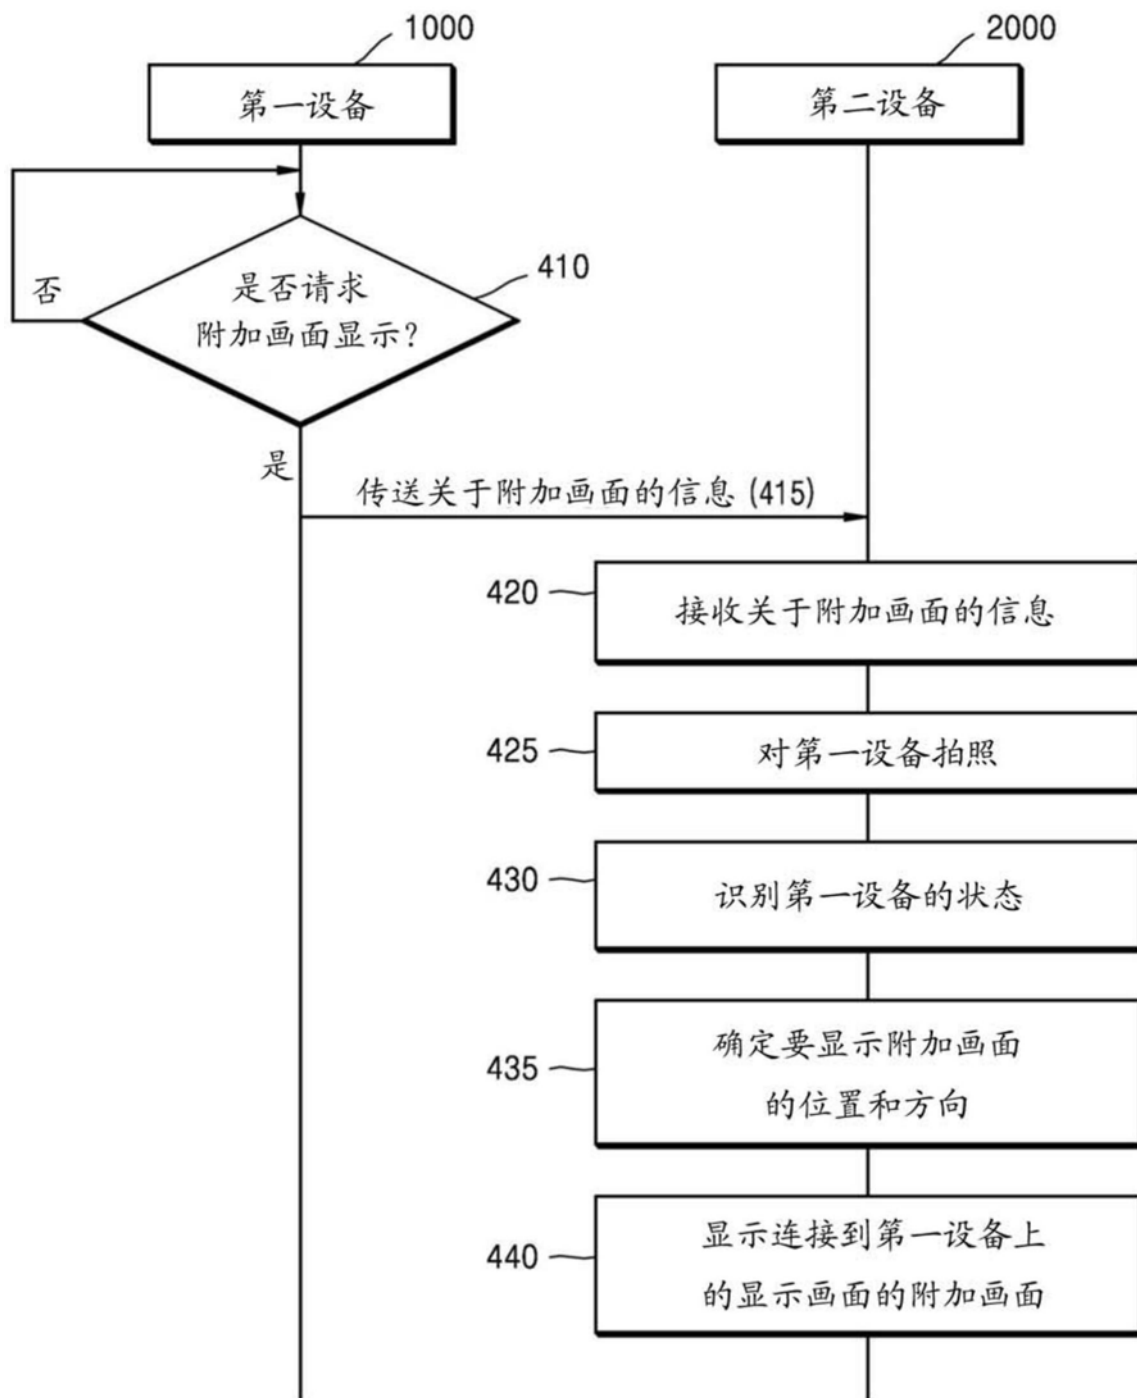 1000
2000
第一设备
第二设备
410
是否请求
附加画面显示?
否
是
传送关于附加画面的信息 (415)
420
接收关于附加画面的信息
425
对第一设备拍照
430
识别第一设备的状态
435
确定要显示附加画面
的位置和方向
440
显示连接到第一设备上
的显示画面的附加画面